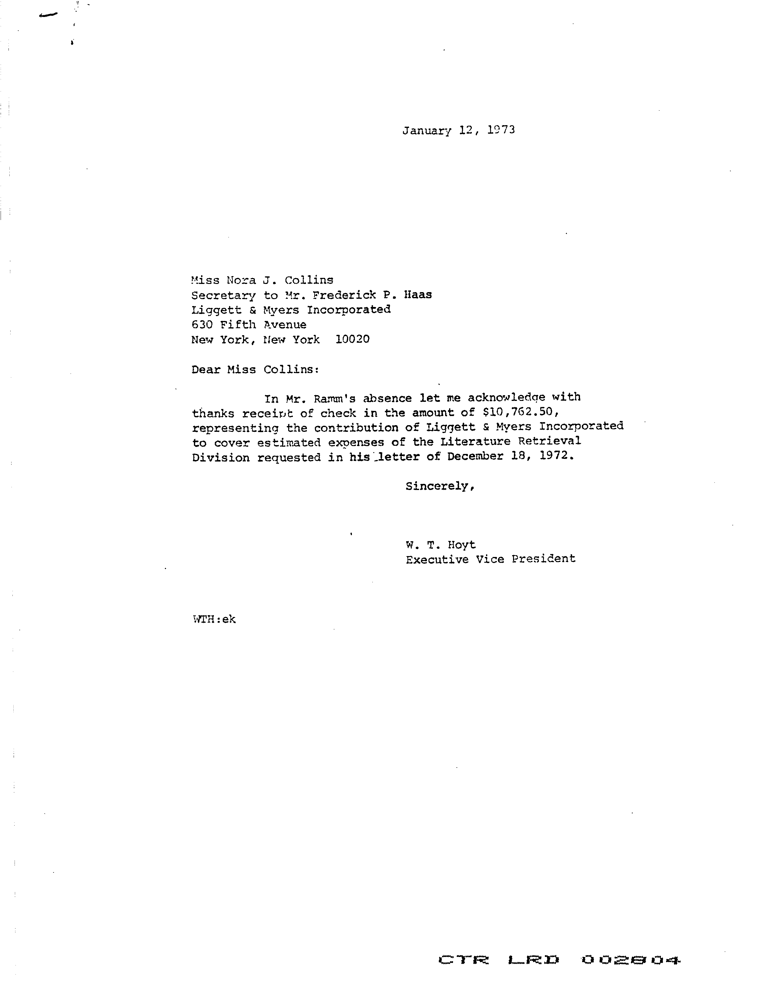 January 12, 1973
Miss Nora J. Collins
Secretary to Mr. Frederick P. Haas
Liggett & Myers Incorporated
630 Fifth Avenue
New York, New York 10020
Dear Miss Collins:
In Mr. Ramm's absence let me acknowledge with
thanks receipt of check in the amount of $10,762.50,
representing the contribution of Liggett & Myers Incorporated
to cover estimated expenses of the Literature Retrieval
Division requested in his letter of December 18, 1972.
Sincerely,
W. T. Hoyt
Executive Vice President
WTH:ek
CTR LRD 002804